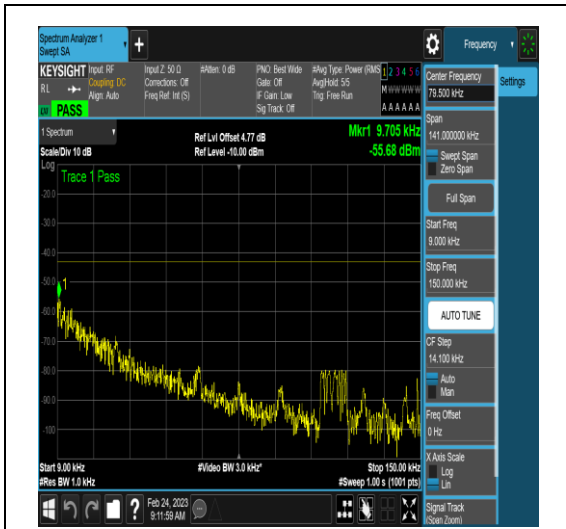 Spectrum Analyzer 1
Swept SA
Frequency
KEYSIGHT
RL
PASS
Input: RF
Coupling: DC
Align: Auto
Input Z: 50 Ω
Corrections: Off
Freq Ref: Int (S)
#Atten: 0 dB
PNO: Best Wide
Gate: Off
IF Gain: Low
Sig Track: Off
#Avg Type: Power (RMS
Avg|Hold: 5/5
Trig: Free Run
1 2 3 4 5 6
M W W W W W
A A A A A A
1 Spectrum
Scale/Div 10 dB
Ref Lvl Offset 4.77 dB
Ref Level -10.00 dBm
Mkr1 9.705 kHz
-55.68 dBm
Log
Trace 1 Pass
-20.0
-30.0
-40.0
-50.0
-60.0
-70.0
-80.0
-90.0
-100
1
Start 9.00 kHz
#Res BW 1.0 kHz
#Video BW 3.0 kHz*
Stop 150.00 kHz
#Sweep 1.00 s (1001 pts)
Feb 24, 2023
9:11:59 AM
Center Frequency
79.500 kHz
Settings
Span
141.000000 kHz
Swept Span
Zero Span
Full Span
Start Freq
9.000 kHz
Stop Freq
150.000 kHz
AUTO TUNE
CF Step
14.100 kHz
Auto
Man
Freq Offset
0 Hz
X Axis Scale
Log
Lin
Signal Track
(Span Zoom)